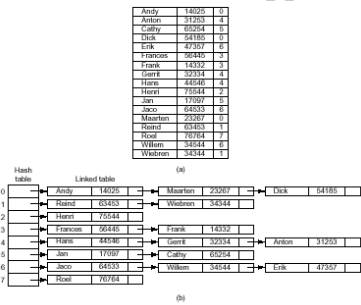 Andy 14025 0
Anton 31253 4
Cathy 65254 5
Dick 54185 0
Erik 47357 6
Frances 56445 3
Frank 14332 3
Gerrit 32334 4
Hans 44546 4
Henri 75544 2
Jan 17097 5
Jaco 64533 6
Maarten 23267 0
Reind 63453 1
Roel 76764 7
Willem 34544 6
Wiebren 34344 1
(a)
Hash
table Linked table
0 Andy 14025 Maarten 23267 Dick 54185
1 Reind 63453 Wiebren 34344
2 Henri 75544
3 Frances 56445 Frank 14332
4 Hans 44546 Gerrit 32334 Anton 31253
5 Jan 17097 Cathy 65254
6 Jaco 64533 Willem 34544 Erik 47357
7 Roel 76764
(b)